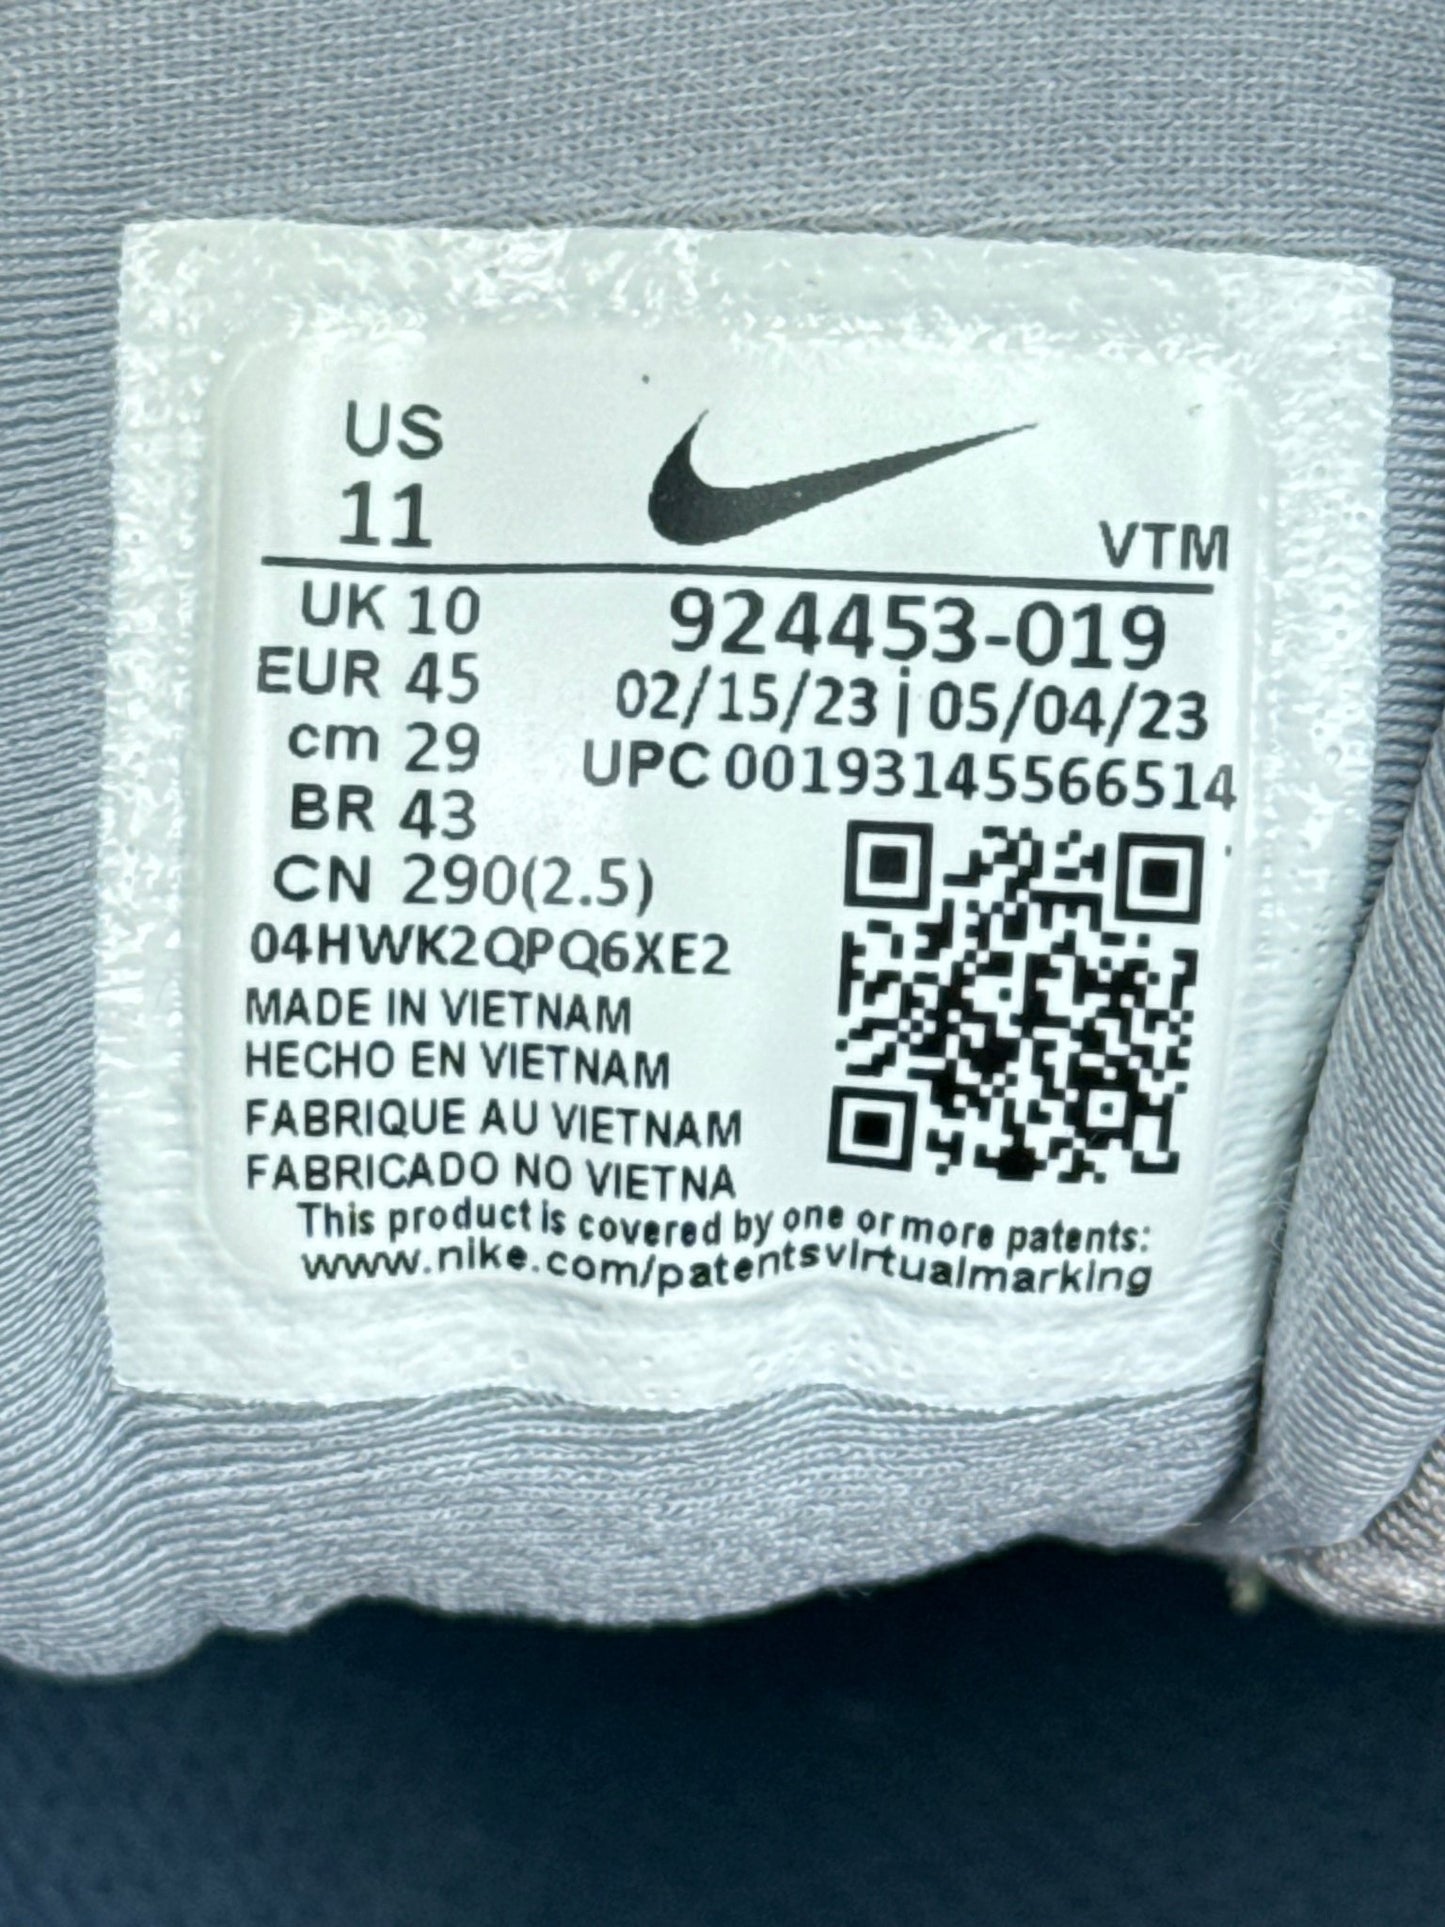 US
11
VTM
UK 10
EUR 45
cm 29
BR 43
CN 290(2.5)
924453-019
02/15/23 | 05/04/23
UPC 00193145566514
04HWK2QPQ6XE2
MADE IN VIETNAM
HECHO EN VIETNAM
FABRIQUE AU VIETNAM
FABRICADO NO VIETNA
This product is covered by one or more patents:
www.nike.com/patentsvirtualmarking